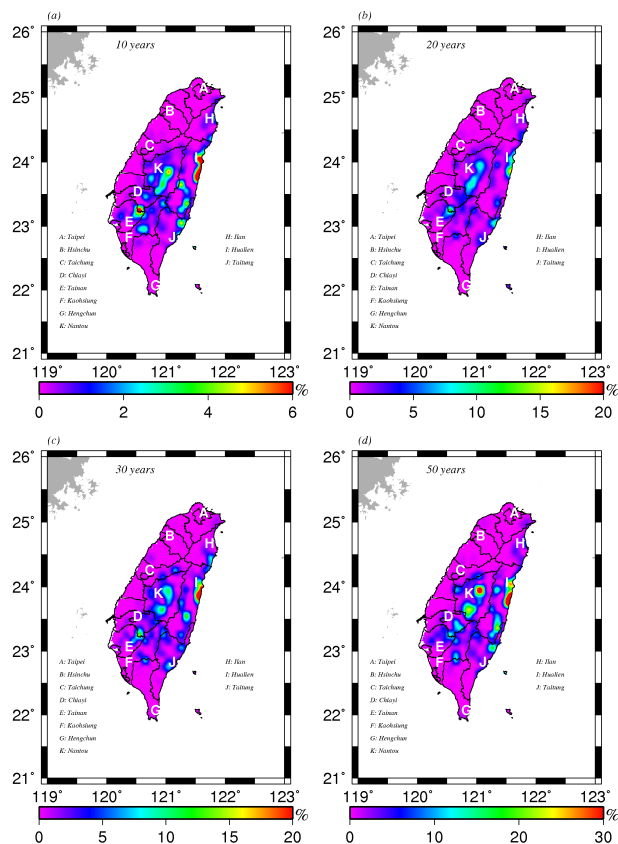 (a)
10 years
26°
25°
24°
23°
22°
21°
119° 120° 121° 122° 123°
A
B
H
C
I
K
D
E
F
J
G
A: Taipei
B: Hsinchu
C: Taichung
D: Chiayi
E: Tainan
F: Kaohsiung
G: Hengchun
K: Nantou
H: Ilan
I: Hualien
J: Taitung
0 2 4 6 %
(b)
20 years
26°
25°
24°
23°
22°
21°
119° 120° 121° 122° 123°
A
B
H
C
I
K
D
E
F
J
G
A: Taipei
B: Hsinchu
C: Taichung
D: Chiayi
E: Tainan
F: Kaohsiung
G: Hengchun
K: Nantou
H: Ilan
I: Hualien
J: Taitung
0 5 10 15 20 %
(c)
30 years
26°
25°
24°
23°
22°
21°
119° 120° 121° 122° 123°
A
B
H
C
I
K
D
E
F
J
G
A: Taipei
B: Hsinchu
C: Taichung
D: Chiayi
E: Tainan
F: Kaohsiung
G: Hengchun
K: Nantou
H: Ilan
I: Hualien
J: Taitung
0 5 10 15 20 %
(d)
50 years
26°
25°
24°
23°
22°
21°
119° 120° 121° 122° 123°
A
B
H
C
I
K
D
E
F
J
G
A: Taipei
B: Hsinchu
C: Taichung
D: Chiayi
E: Tainan
F: Kaohsiung
G: Hengchun
K: Nantou
H: Ilan
I: Hualien
J: Taitung
0 10 20 30 %